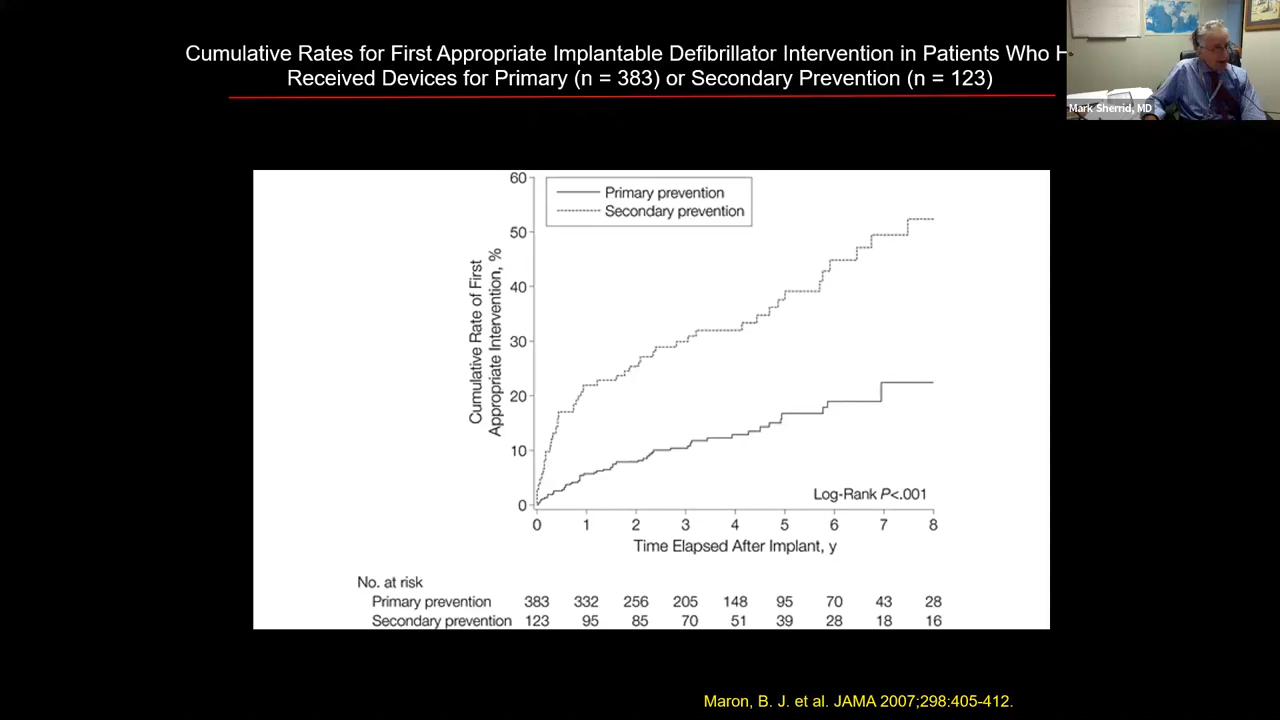 Cumulative Rates for First Appropriate Implantable Defibrillator Intervention in Patients Who
Received Devices for Primary (n = 383) or Secondary Prevention (n = 123)
Mark Sherrid, MD
Primary prevention
Secondary prevention
Cumulative Rate of First
Appropriate Intervention, %
60
50
40
30
20
10
0
Log-Rank P<.001
0 1 2 3 4 5 6 7 8
Time Elapsed After Implant, y
No. at risk
Primary prevention 383 332 256 205 148 95 70 43 28
Secondary prevention 123 95 85 70 51 39 28 18 16
Maron, B. J. et al. JAMA 2007;298:405-412.